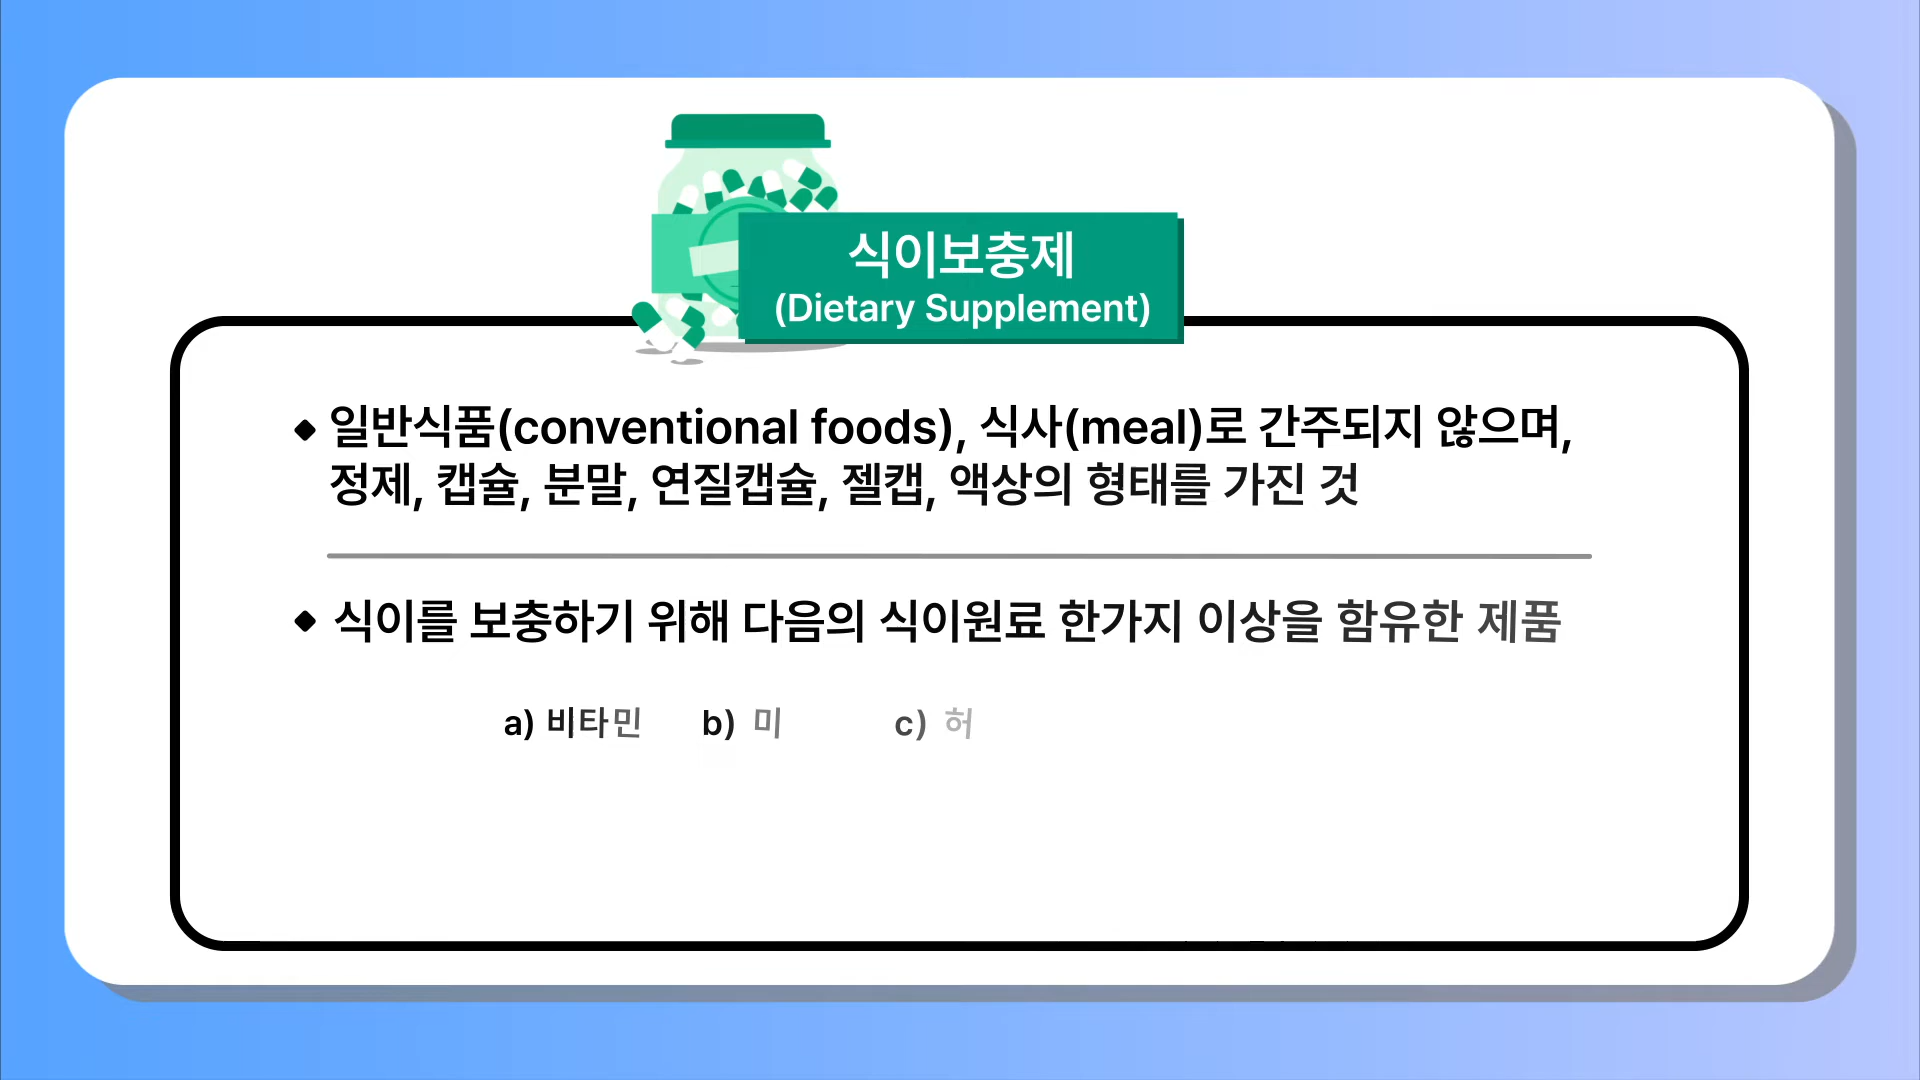 식이보충제
(Dietary Supplement)
◆ 일반식품(conventional foods), 식사(meal)로 간주되지 않으며,
정제, 캡슐, 분말, 연질캡슐, 젤캡, 액상의 형태를 가진 것
◆ 식이를 보충하기 위해 다음의 식이원료 한가지 이상을 함유한 제품
a) 비타민 b) 미 c) 허